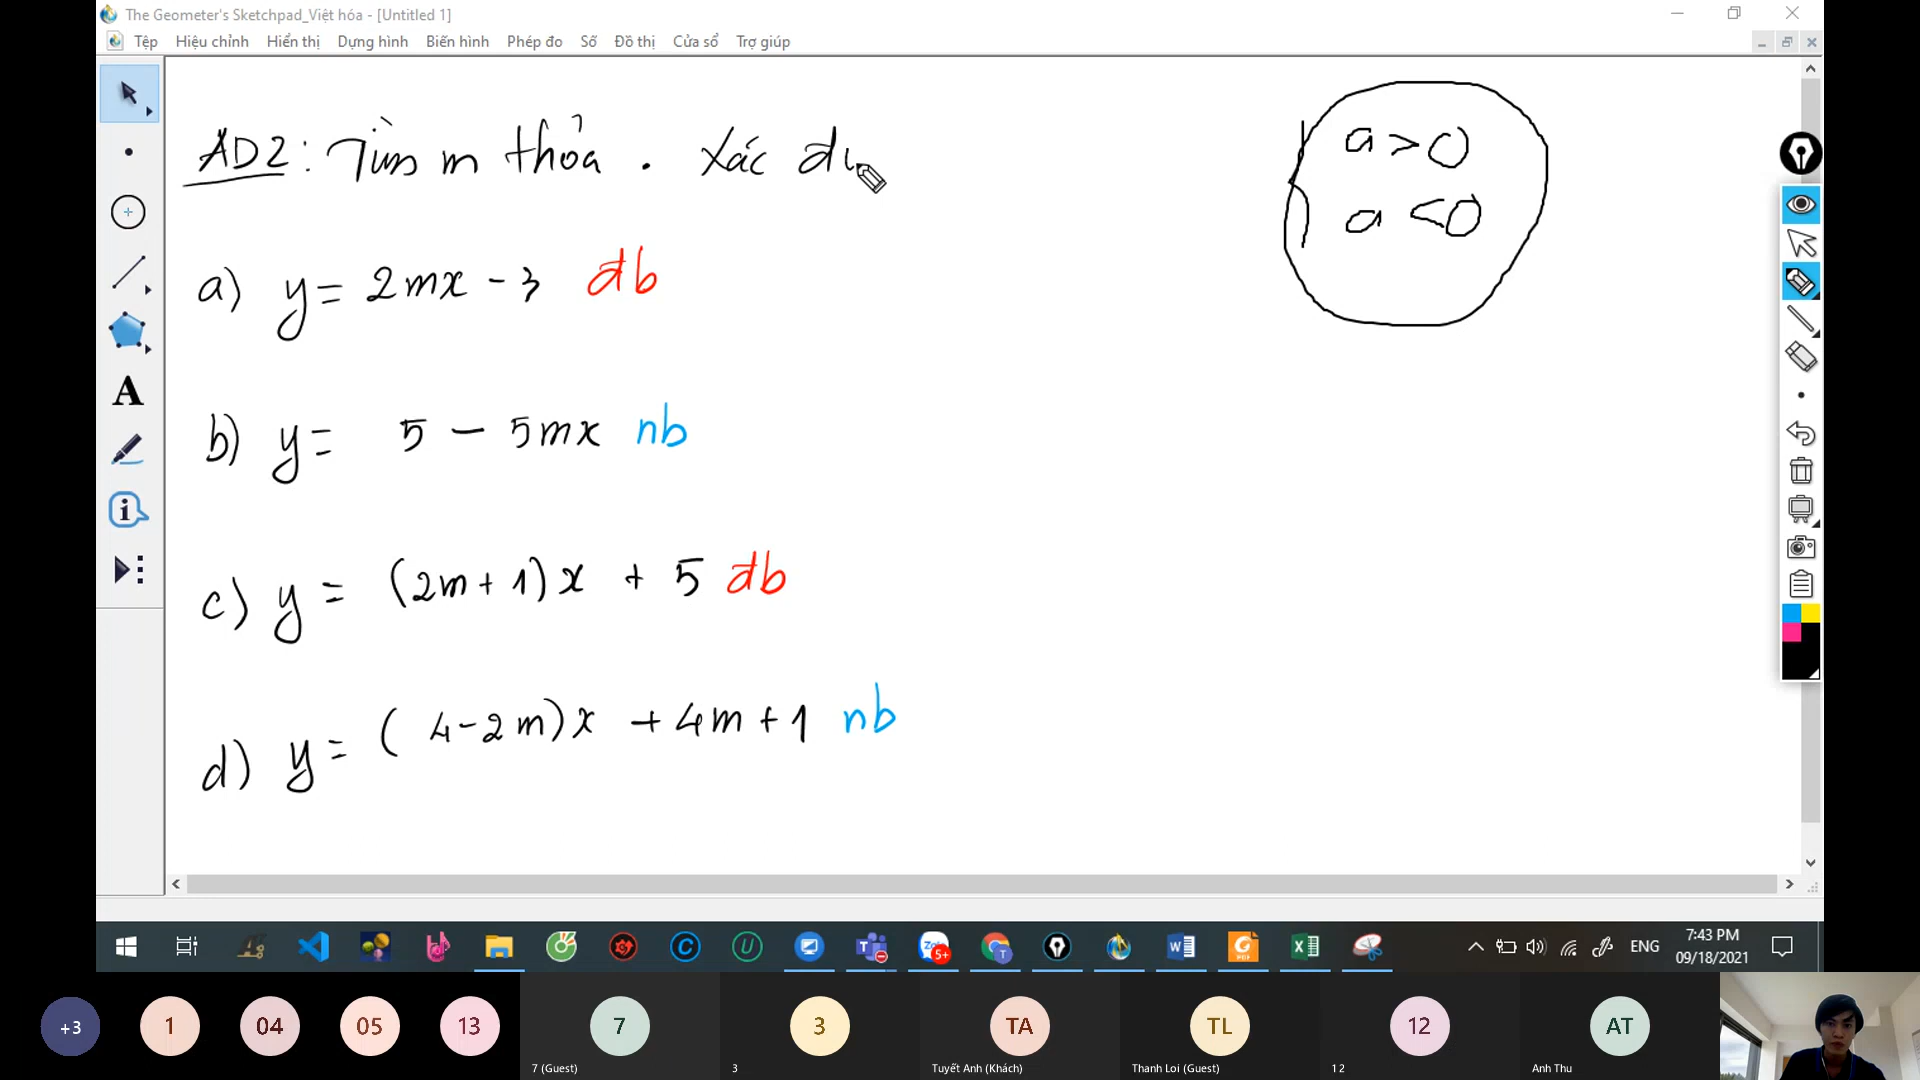 The Geometer's Sketchpad_Việt hóa - [Untitled 1]
Tệp Hiệu chỉnh Hiển thị Dựng hình Biến hình Phép đo Số Đồ thị Cửa sổ Trợ giúp
AD2: Tìm m thỏa . Xác
a > 0
a < 0
a) y = 2mx - 3 đb
b) y = 5 - 5mx nb
c) y = (2m + 1)x + 5 đb
d) y = (4 - 2m)x + 4m + 1 nb
A
ENG
7:43 PM
09/18/2021
+3 1 04 05 13 7 3 TA TL 12 AT
7 (Guest) 3 Tuyết Anh (Khách) Thanh Loi (Guest) 1 2 Anh Thu